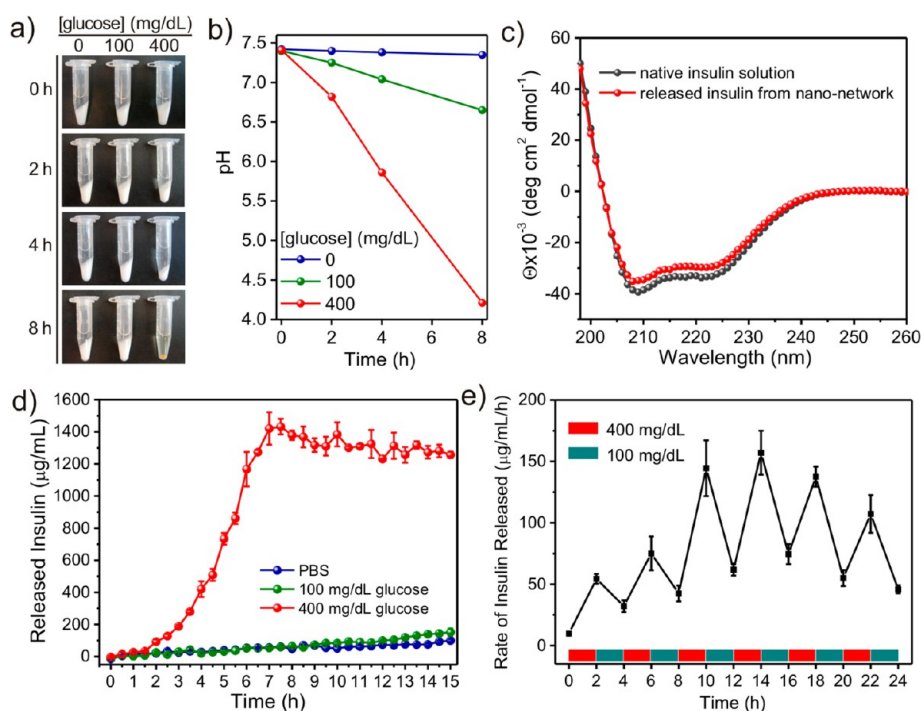 a)
[glucose] (mg/dL)
0 100 400
0 h
2 h
4 h
8 h
b)
7.5
7.0
6.5
6.0
5.5
5.0
4.5
4.0
pH
[glucose] (mg/dL)
0
100
400
0 2 4 6 8
Time (h)
c)
60
40
20
0
-20
-40
-60
Θx10⁻³ (deg cm² dmol⁻¹)
native insulin solution
released insulin from nano-network
200 210 220 230 240 250 260
Wavelength (nm)
d)
1600
1400
1200
1000
800
600
400
200
100
0
Released Insulin (µg/mL)
PBS
100 mg/dL glucose
400 mg/dL glucose
0 1 2 3 4 5 6 7 8 9 10 11 12 13 14 15
Time (h)
e)
200
150
100
50
0
Rate of Insulin Released (µg/mL/h)
400 mg/dL
100 mg/dL
0 2 4 6 8 10 12 14 16 18 20 22 24
Time (h)